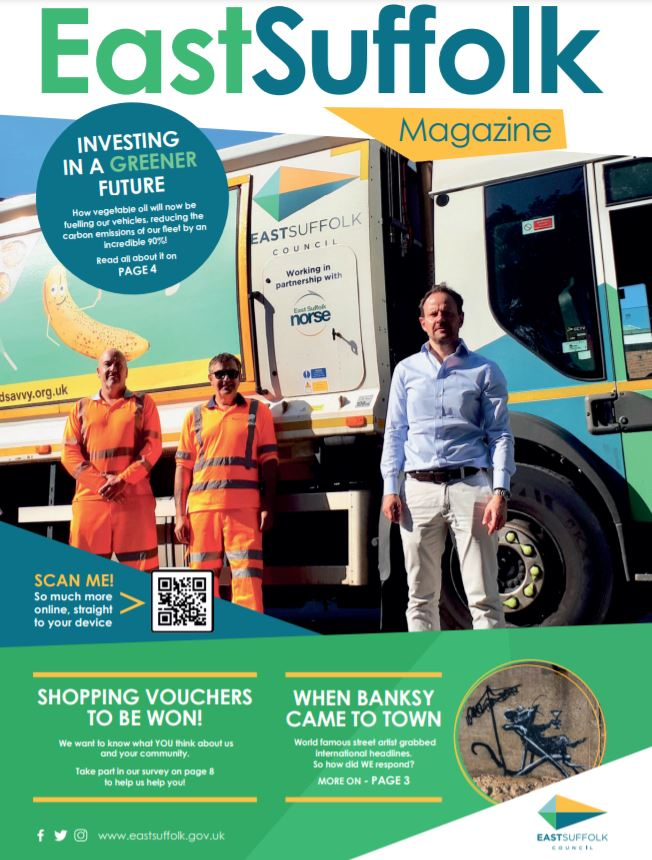 EastSuffolk
Magazine
INVESTING
IN A GREENER
FUTURE
How vegetable oil will now be
fuelling our vehicles, reducing the
carbon emissions of our fleet by an
incredible 90%!
Read all about it on
PAGE 4
EASTSUFFOLK
COUNCIL
Working in
partnership with
East Suffolk
norse
dsavvy.org.uk
CCTV
SCAN ME!
So much more
online, straight
to your device
SHOPPING VOUCHERS
TO BE WON!
We want to know what YOU think about us
and your community.
Take part in our survey on page 8
to help us help you!
WHEN BANKSY
CAME TO TOWN
World famous street artist grabbed
international headlines.
So how did WE respond?
MORE ON - PAGE 3
www.eastsuffolk.gov.uk
EASTSUFFOLK
COUNCIL